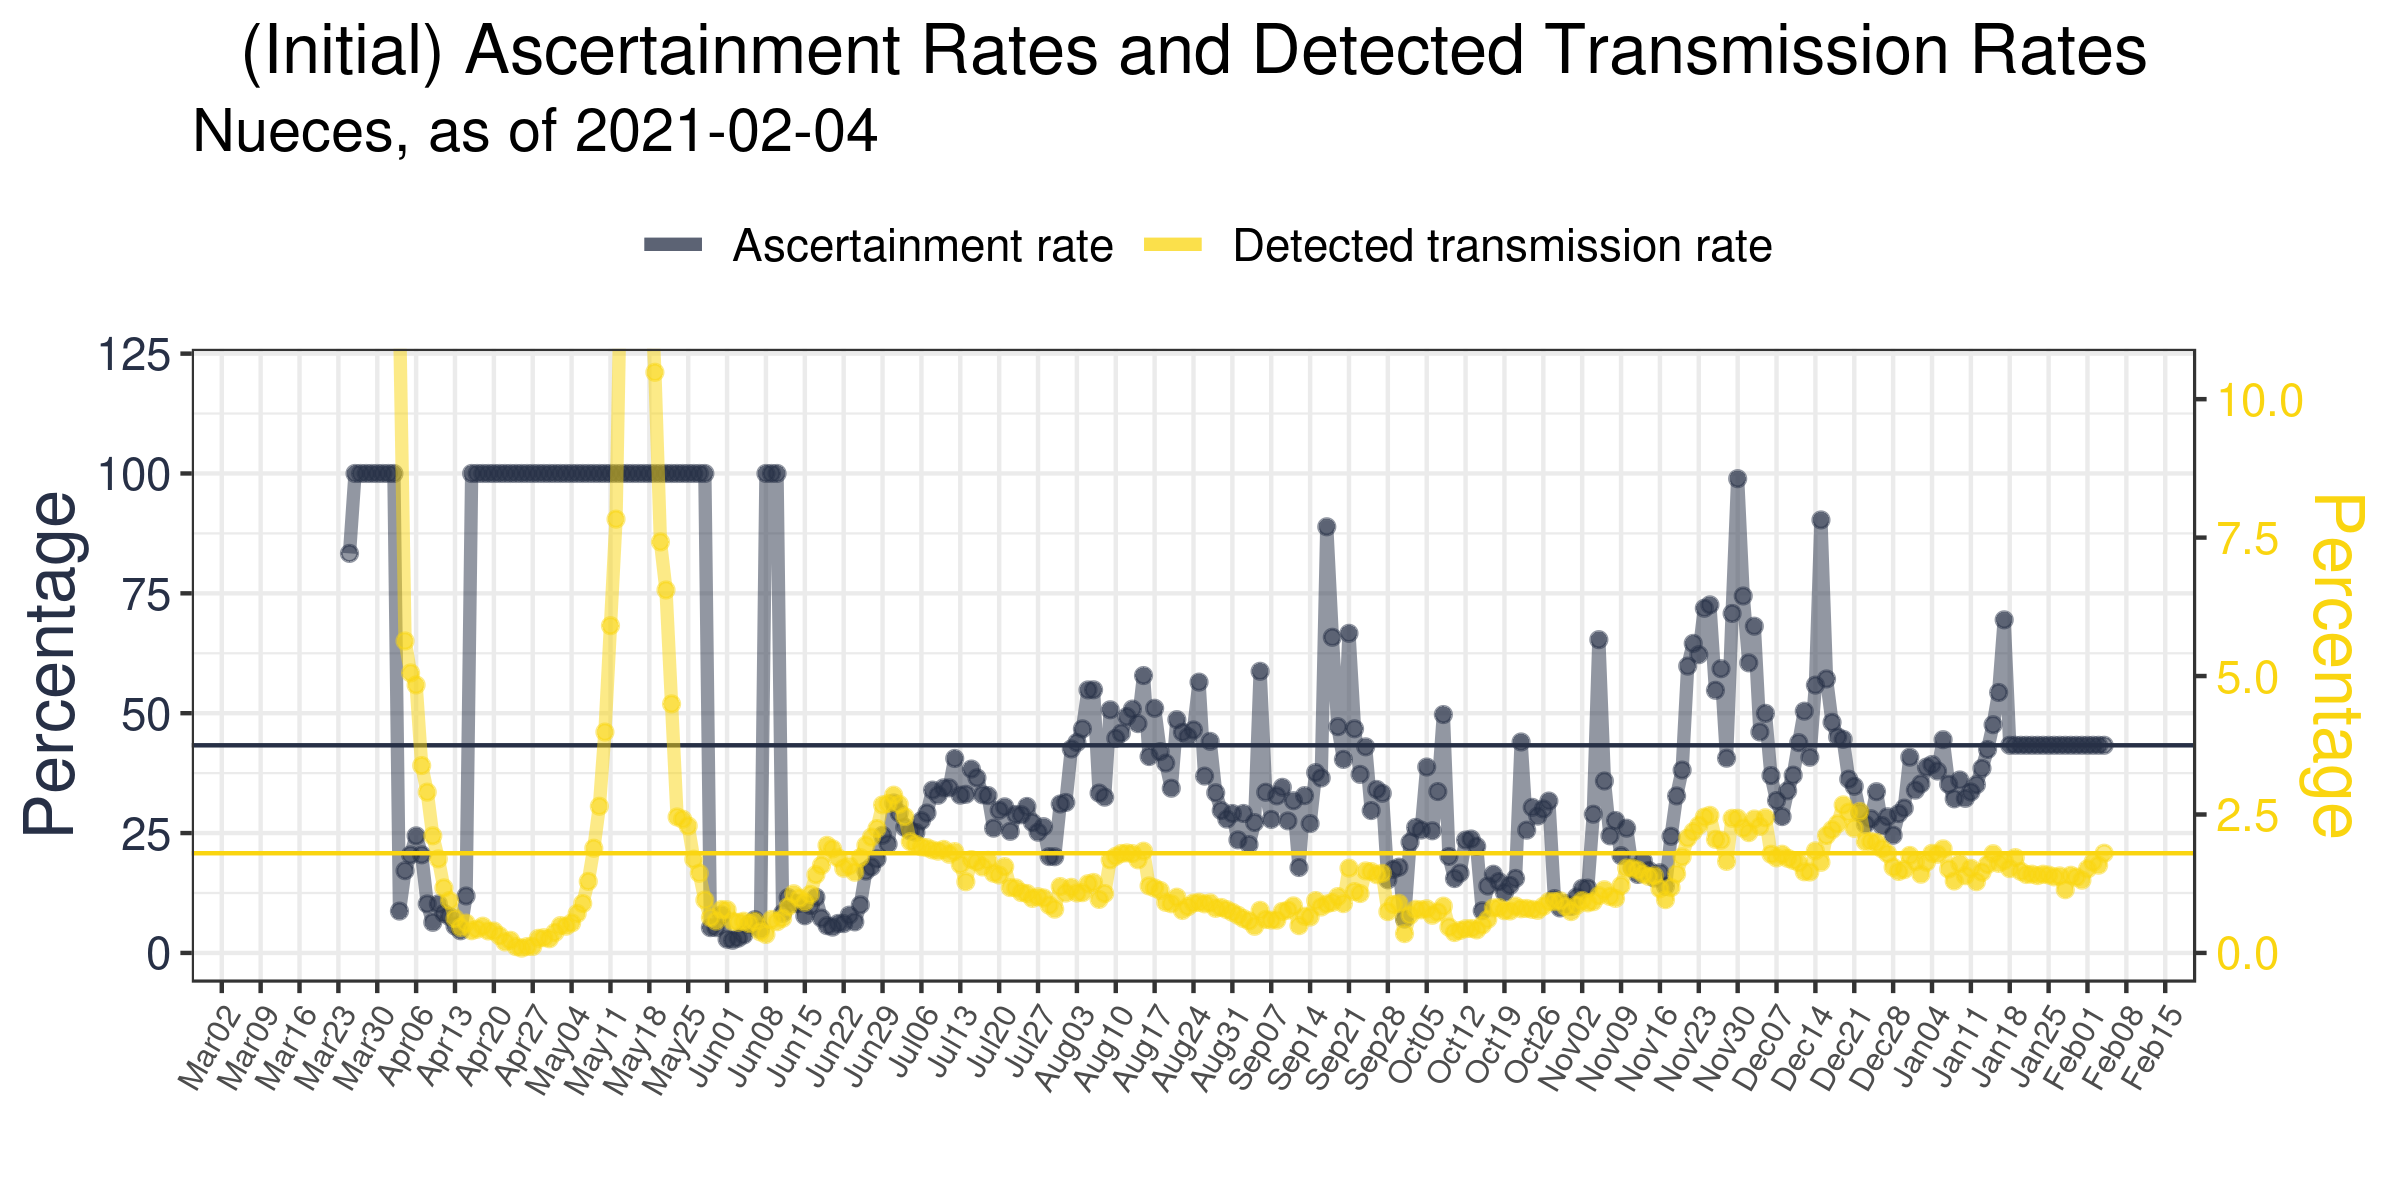 (Initial) Ascertainment Rates and Detected Transmission Rates
Nueces, as of 2021-02-04
Ascertainment rate
Detected transmission rate
125
100
75
50
25
0
Percentage
10.0
7.5
5.0
2.5
0.0
Percentage
Mar02
Mar09
Mar16
Mar23
Mar30
Apr06
Apr13
Apr20
Apr27
May04
May11
May18
May25
Jun01
Jun08
Jun15
Jun22
Jun29
Jul06
Jul13
Jul20
Jul27
Aug03
Aug10
Aug17
Aug24
Aug31
Sep07
Sep14
Sep21
Sep28
Oct05
Oct12
Oct19
Oct26
Nov02
Nov09
Nov16
Nov23
Nov30
Dec07
Dec14
Dec21
Dec28
Jan04
Jan11
Jan18
Jan25
Feb01
Feb08
Feb15